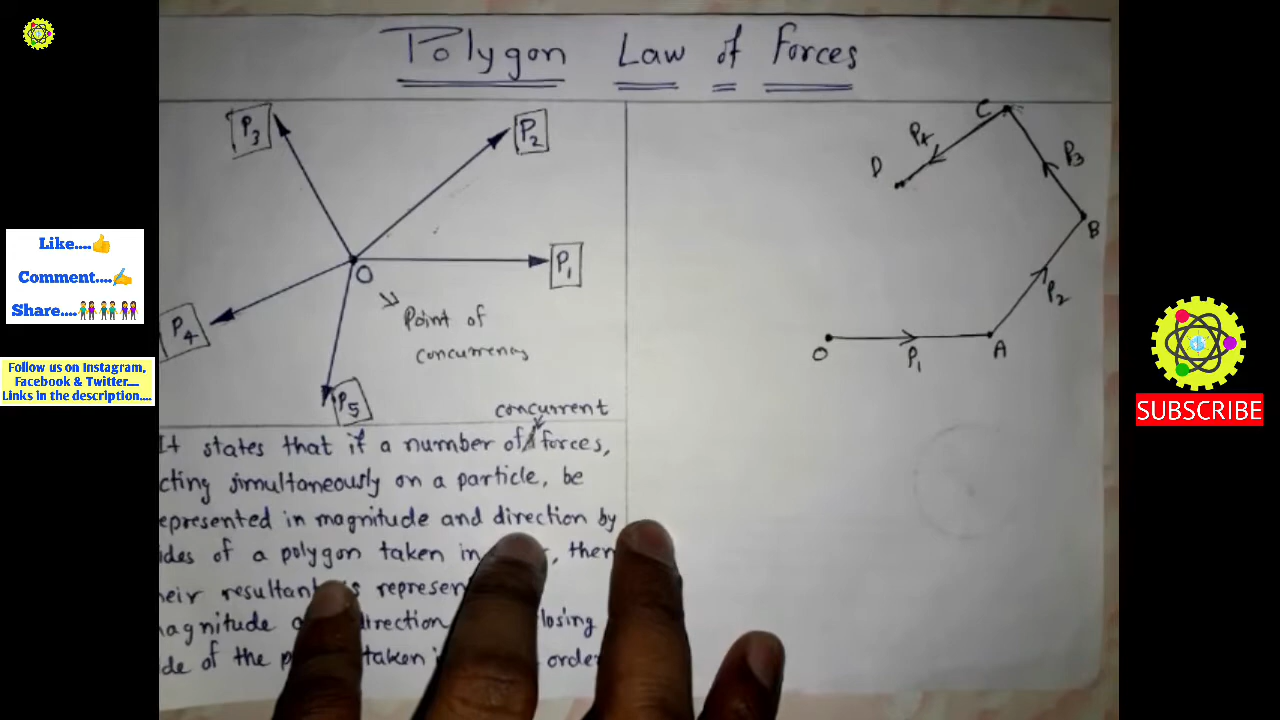 Polygon Law of Forces
P3
P2
P1
O
Point of
concurrency
P4
P5
concurrent
It states that if a number of forces,
cting simultaneously on a particle, be
epresented in magnitude and direction by
ides of a polygon taken in , then
heir resultant is represen
agnitude direction losing
de of the taken order
C
P4
D
P3
B
P2
O
P1
A
Like....👍
Comment....✍
Share....👫👫
Follow us on Instagram,
Facebook & Twitter....
Links in the description....
SUBSCRIBE